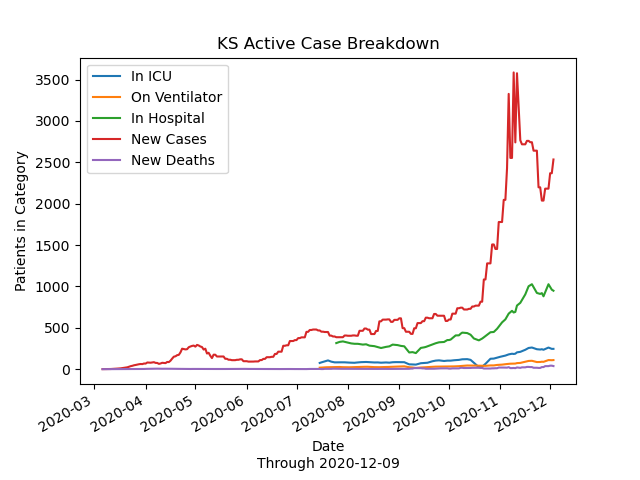 KS Active Case Breakdown
In ICU
On Ventilator
In Hospital
New Cases
New Deaths
Patients in Category
3500
3000
2500
2000
1500
1000
500
0
2020-03
2020-04
2020-05
2020-06
2020-07
2020-08
2020-09
2020-10
2020-11
2020-12
Date
Through 2020-12-09